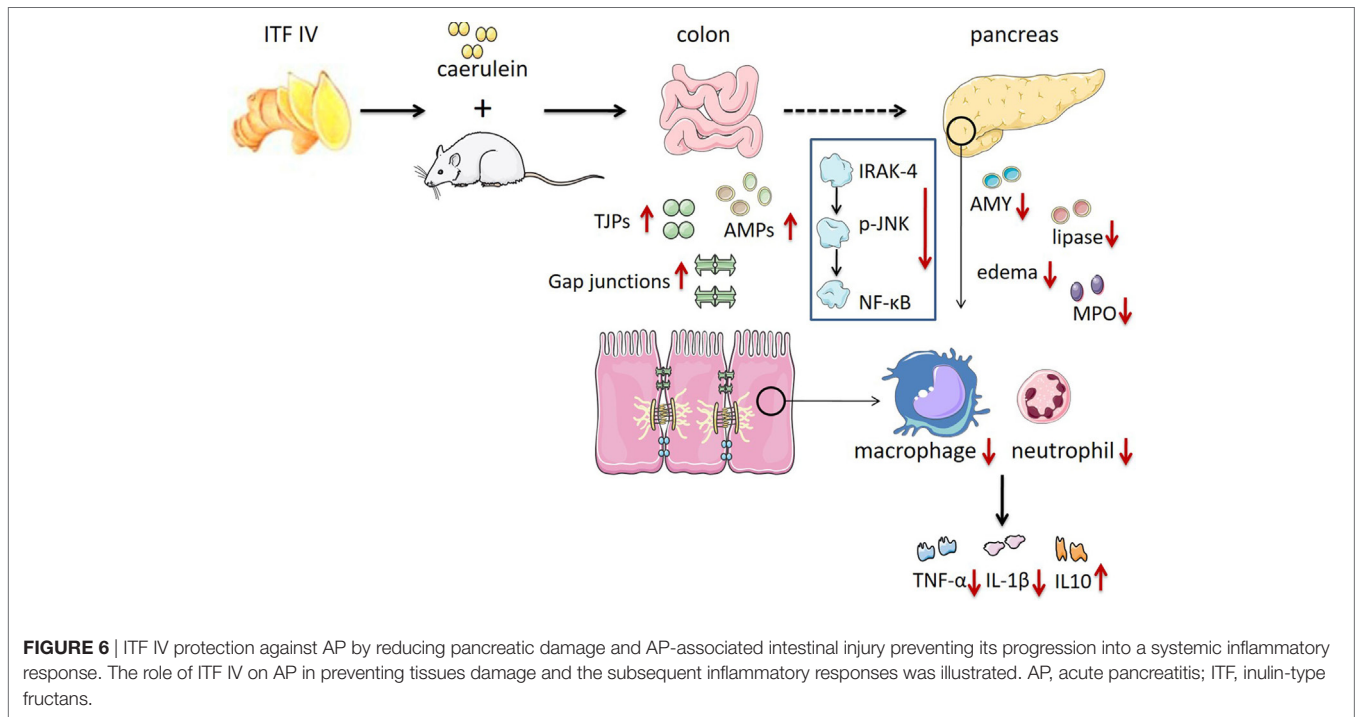 ITF IV
caerulein
+
colon
pancreas
TJPs
AMPs
Gap junctions
IRAK-4
p-JNK
NF-κB
AMY
lipase
edema
MPO
macrophage
neutrophil
TNF-α
IL-1β
IL10
FIGURE 6 | ITF IV protection against AP by reducing pancreatic damage and AP-associated intestinal injury preventing its progression into a systemic inflammatory
response. The role of ITF IV on AP in preventing tissues damage and the subsequent inflammatory responses was illustrated. AP, acute pancreatitis; ITF, inulin-type
fructans.